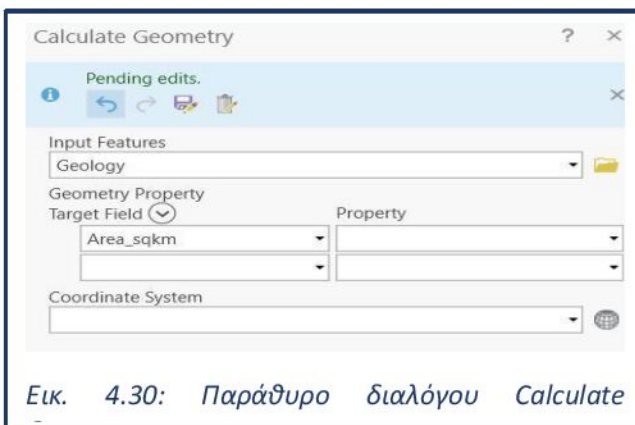 Calculate Geometry ?
Pending edits.
Input Features
Geology
Geometry Property
Target Field Property
Area_sqkm
Coordinate System
Εικ. 4.30: Παράθυρο διαλόγου Calculate